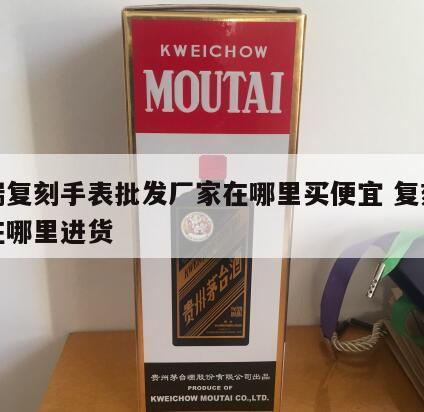 KWEICHOW
MOUTAI
复刻手表批发厂家在哪里买便宜 复
在哪里进货
KWEICHOW
贵州茅台酒
贵州茅台酒股份有限公司出品
PRODUCE OF
KWEICHOW MOUTAI CO.,LTD.